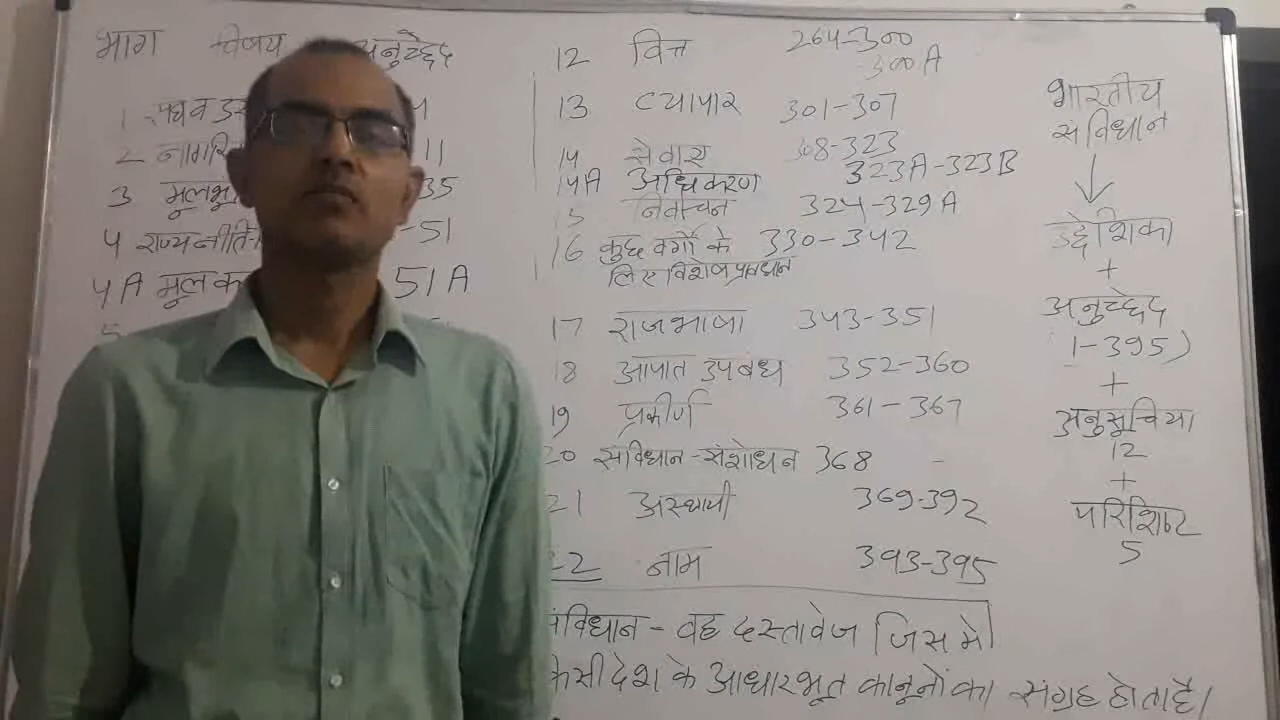 भाग विषय अनुच्छेद
1
2 11
3 35
4 राज्य नीति -51
4A मूल 51A
12 वित्त 264-300
300A
13 व्यापार 301-307
14 सेवाए 308-323
14A अधिकरण 323A-323B
15 निर्वाचन 324-329A
16 कुछ वर्गों के 330-342
लिए विशेष प्रावधान
17 राजभाषा 343-351
18 आपात उपबंध 352-360
19 प्रकीर्ण 361-367
20 संविधान-संशोधन 368
21 अस्थायी 369-392
22 नाम 393-395
भारतीय
संविधान
↓
उद्देशिका
+
अनुच्छेद
1-395)
+
अनुसूचिया
12
+
परिशिष्ट
5
संविधान - वह दस्तावेज जिस मे
किसी देश के आधारभूत कानूनों का संग्रह होता है।